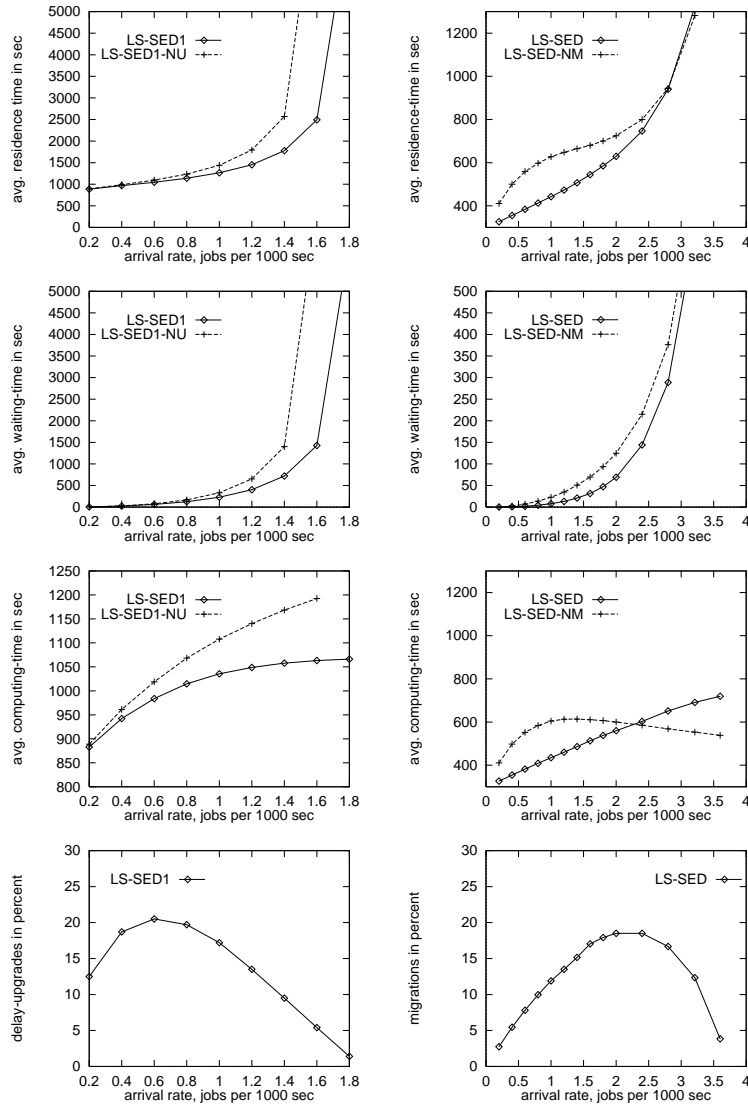 avg. residence time in sec
5000
4500
4000
3500
3000
2500
2000
1500
1000
500
0
LS-SED1
LS-SED1-NU
0.2 0.4 0.6 0.8 1 1.2 1.4 1.6 1.8
arrival rate, jobs per 1000 sec
avg. residence-time in sec
1200
1000
800
600
400
LS-SED
LS-SED-NM
0 0.5 1 1.5 2 2.5 3 3.5 4
arrival rate, jobs per 1000 sec
avg. waiting-time in sec
5000
4500
4000
3500
3000
2500
2000
1500
1000
500
0
LS-SED1
LS-SED1-NU
0.2 0.4 0.6 0.8 1 1.2 1.4 1.6 1.8
arrival rate, jobs per 1000 sec
avg. waiting-time in sec
500
450
400
350
300
250
200
150
100
50
0
LS-SED
LS-SED-NM
0 0.5 1 1.5 2 2.5 3 3.5 4
arrival rate, jobs per 1000 sec
avg. computing-time in sec
1250
1200
1150
1100
1050
1000
950
900
850
800
LS-SED1
LS-SED1-NU
0.2 0.4 0.6 0.8 1 1.2 1.4 1.6 1.8
arrival rate, jobs per 1000 sec
avg. computing-time in sec
1200
1000
800
600
400
LS-SED
LS-SED-NM
0 0.5 1 1.5 2 2.5 3 3.5 4
arrival rate, jobs per 1000 sec
delay-upgrades in percent
30
25
20
15
10
5
0
LS-SED1
0.2 0.4 0.6 0.8 1 1.2 1.4 1.6 1.8
arrival rate, jobs per 1000 sec
migrations in percent
30
25
20
15
10
5
0
LS-SED
0 0.5 1 1.5 2 2.5 3 3.5 4
arrival rate, jobs per 1000 sec